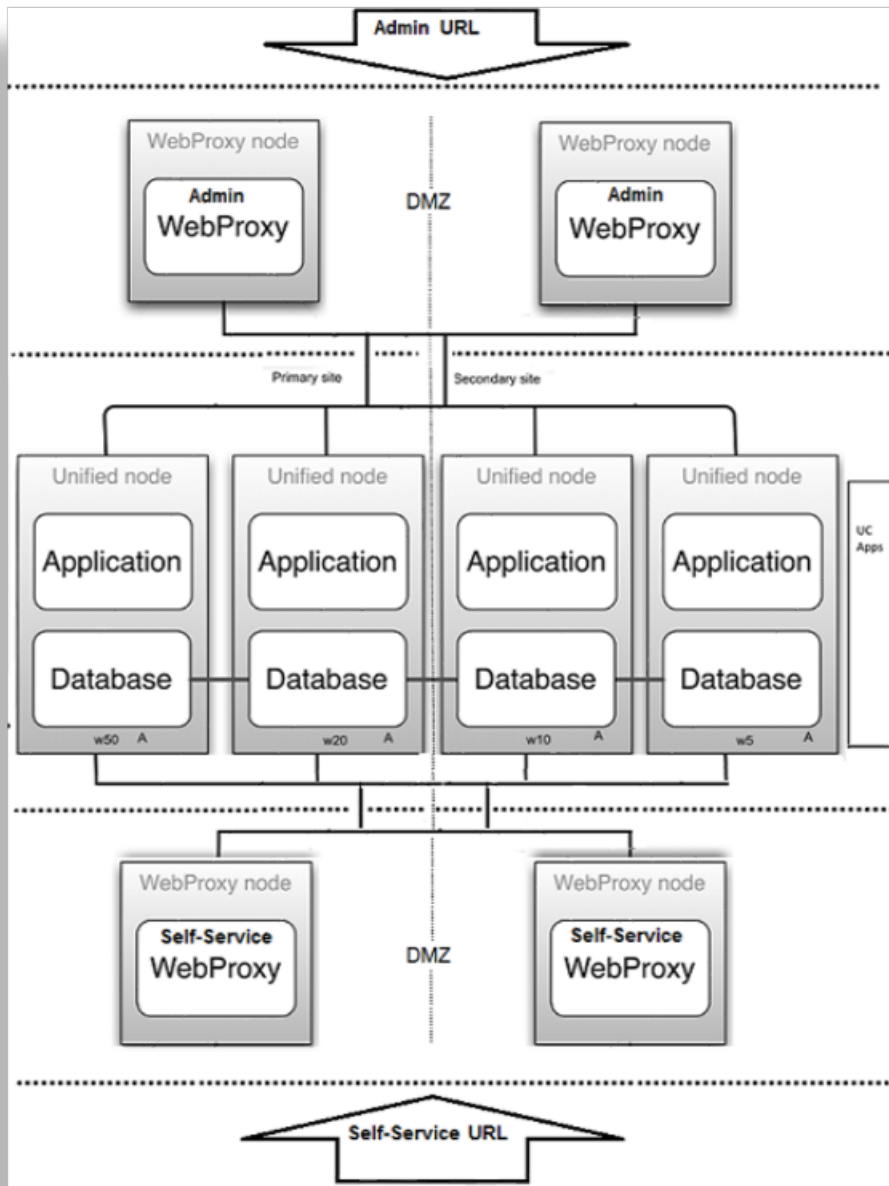 Admin URL
WebProxy node
Admin
WebProxy
DMZ
WebProxy node
Admin
WebProxy
Primary site
Secondary site
Unified node
Application
Database
w50 A
Unified node
Application
Database
w20 A
Unified node
Application
Database
w10 A
Unified node
Application
Database
w5 A
UC
Apps
WebProxy node
Self-Service
WebProxy
DMZ
WebProxy node
Self-Service
WebProxy
Self-Service URL